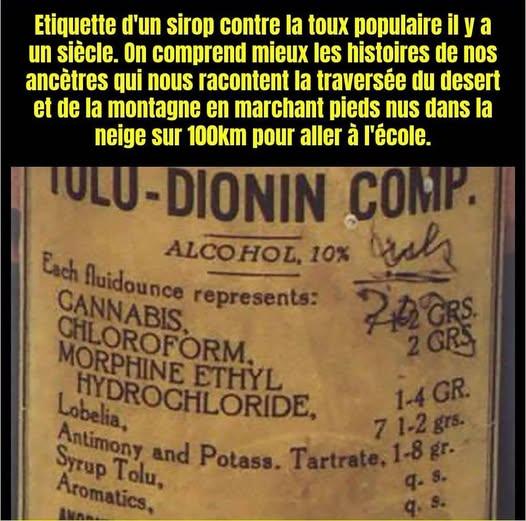 Etiquette d'un sirop contre la toux populaire il y a
un siècle. On comprend mieux les histoires de nos
ancètres qui nous racontent la traversée du desert
et de la montagne en marchant pieds nus dans la
neige sur 100km pour aller à l'école.
TOLU-DIONIN COMP.
ALCOHOL, 10%
Each fluidounce represents:
CANNABIS, GRS.
CHLOROFORM, 2 GRS
MORPHINE ETHYL
HYDROCHLORIDE, 1-4 GR.
Lobelia, 7 1-2 grs.
Antimony and Potass. Tartrate, 1-8 gr.
Syrup Tolu, q. s.
Aromatics, q. s.